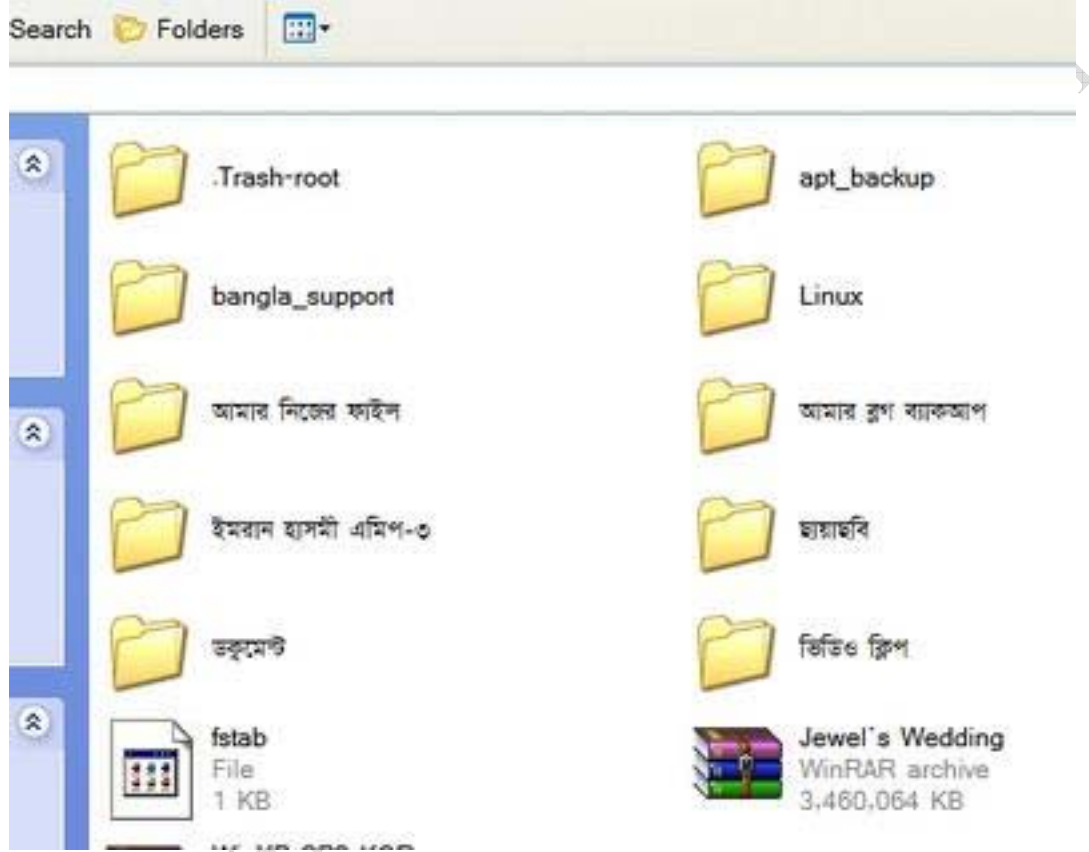 Search Folders
.Trash-root
apt_backup
bangla_support
Linux
আমার নিজের ফাইল
আমার ব্লগ ব্যাকআপ
ইমরান হাসমী এমপি-৩
ছায়াছবি
ডকুমেন্ট
ভিডিও ক্লিপ
fstab
File
1 KB
Jewel`s Wedding
WinRAR archive
3,460,064 KB